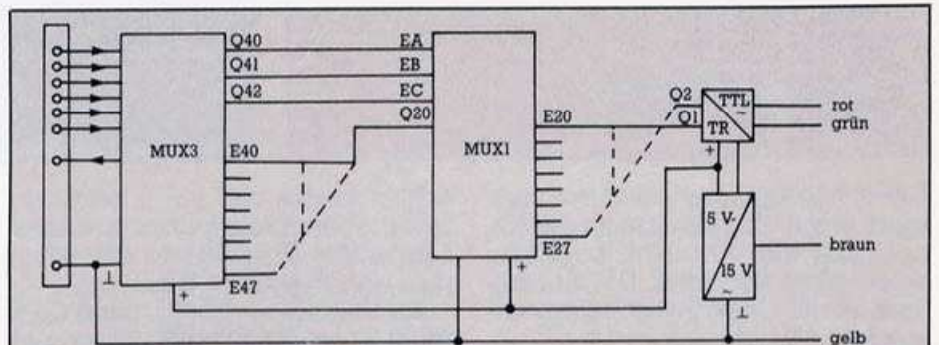 Q40
EA
Q41
EB
Q42
EC
Q20
Q2
TTL
~
rot
E20
Q1
TR
grün
+
MUX3
MUX1
E40
5 V-
braun
E27
+
15 V
~
⊥
E47
+
⊥
gelb